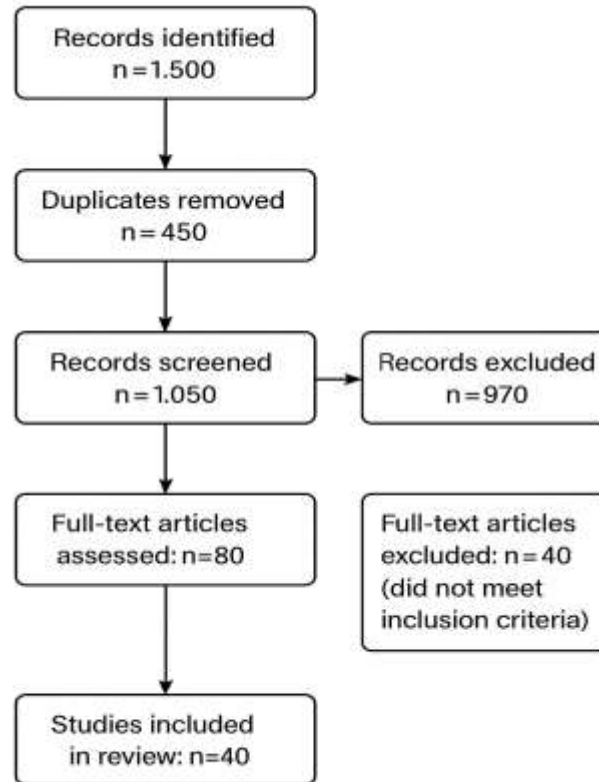 Records identified
n=1.500
Duplicates removed
n=450
Records screened
n=1.050
Records excluded
n=970
Full-text articles
assessed: n=80
Full-text articles
excluded: n=40
(did not meet
inclusion criteria)
Studies included
in review: n=40